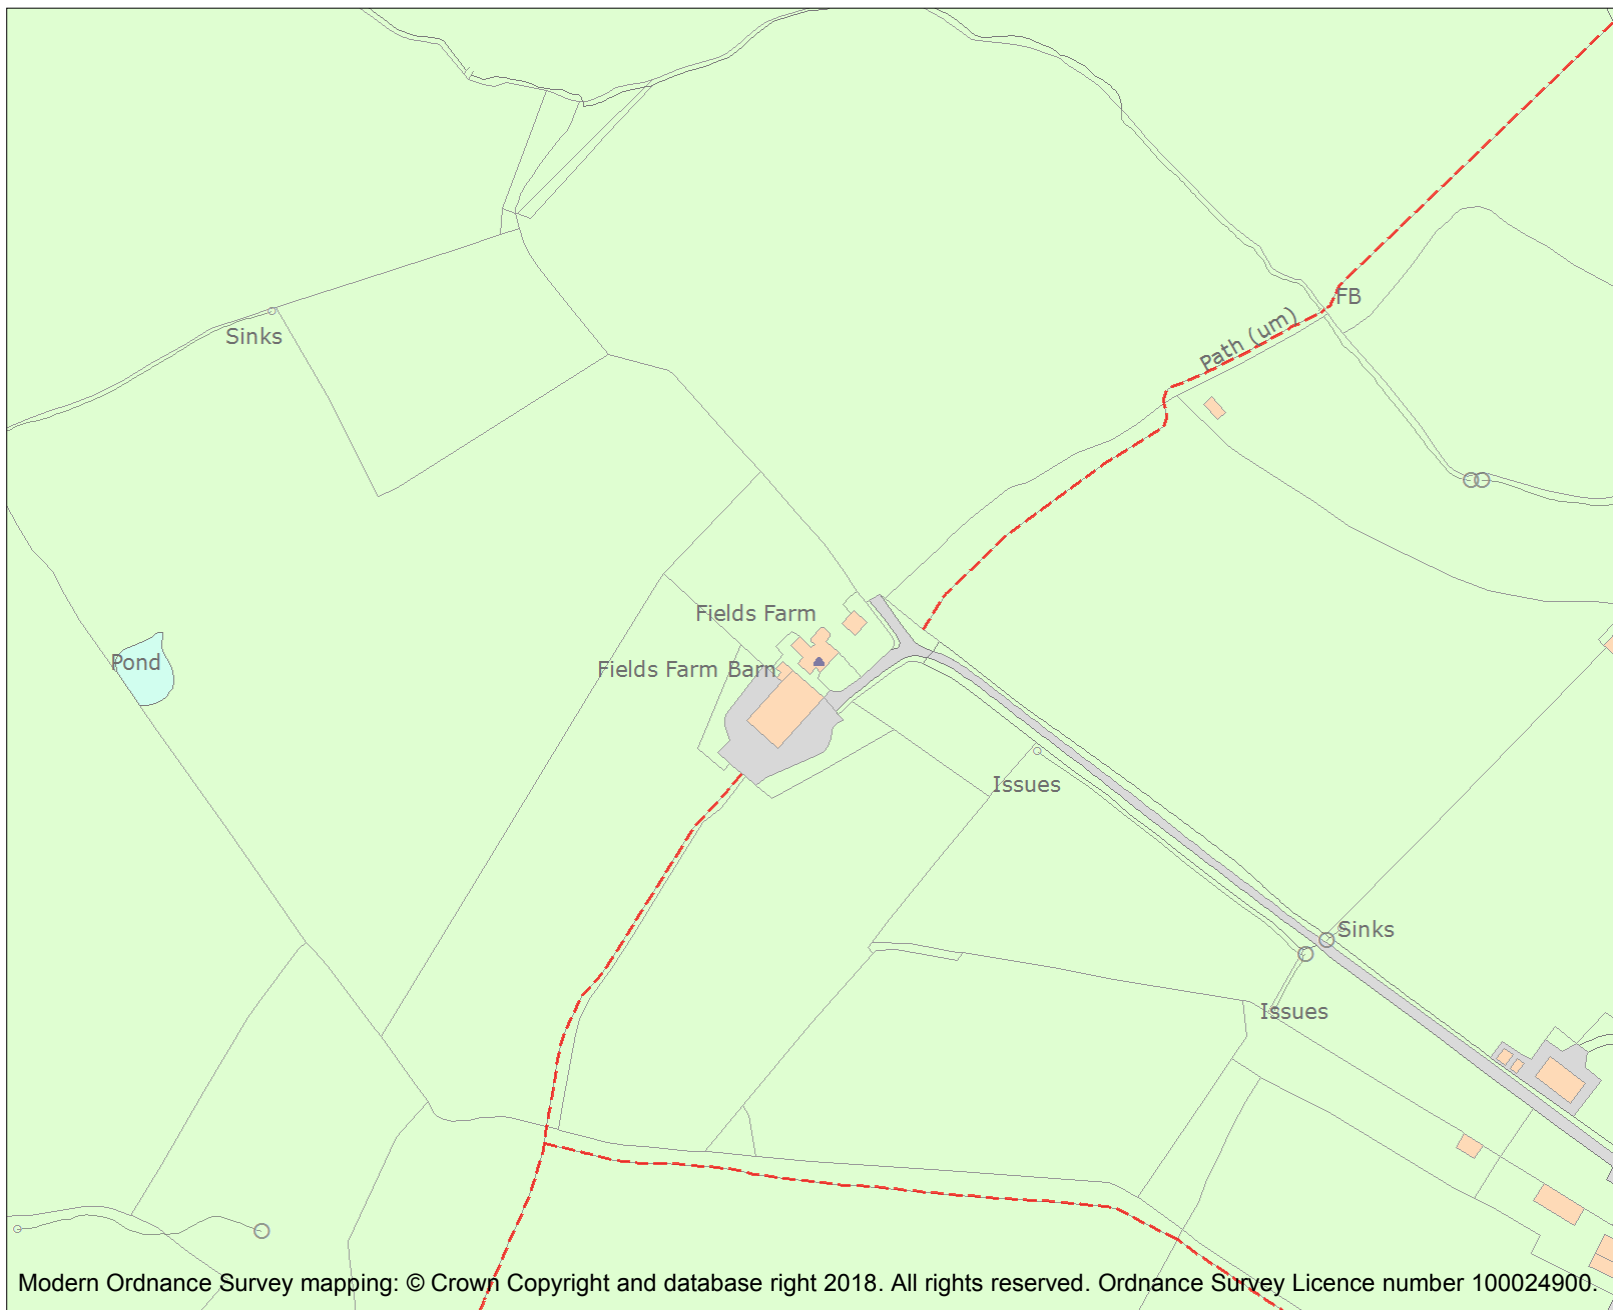 FB
Path (um)
Sinks
Fields Farm
Pond
Fields Farm Barn
Issues
Sinks
Issues
Modern Ordnance Survey mapping: © Crown Copyright and database right 2018. All rights reserved. Ordnance Survey Licence number 100024900.